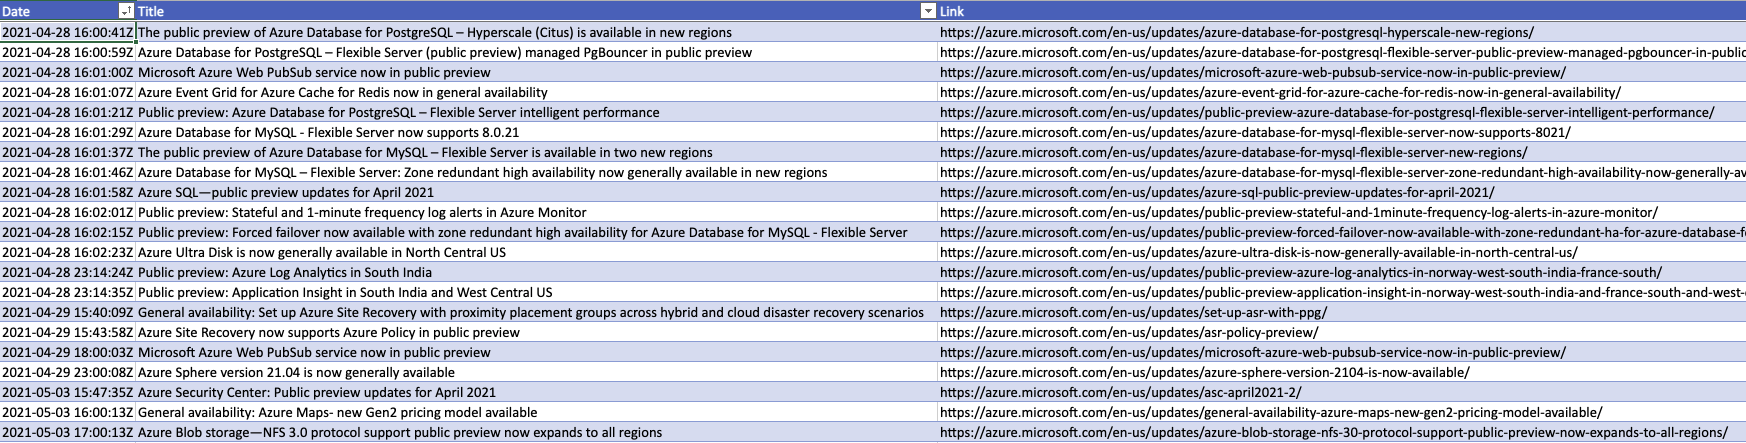 Date Title Link
2021-04-28 16:00:41Z The public preview of Azure Database for PostgreSQL – Hyperscale (Citus) is available in new regions https://azure.microsoft.com/en-us/updates/azure-database-for-postgresql-hyperscale-new-regions/
2021-04-28 16:00:59Z Azure Database for PostgreSQL – Flexible Server (public preview) managed PgBouncer in public preview https://azure.microsoft.com/en-us/updates/azure-database-for-postgresql-flexible-server-public-preview-managed-pgbouncer-in-public
2021-04-28 16:01:00Z Microsoft Azure Web PubSub service now in public preview https://azure.microsoft.com/en-us/updates/microsoft-azure-web-pubsub-service-now-in-public-preview/
2021-04-28 16:01:07Z Azure Event Grid for Azure Cache for Redis now in general availability https://azure.microsoft.com/en-us/updates/azure-event-grid-for-azure-cache-for-redis-now-in-general-availability/
2021-04-28 16:01:21Z Public preview: Azure Database for PostgreSQL – Flexible Server intelligent performance https://azure.microsoft.com/en-us/updates/public-preview-azure-database-for-postgresql-flexible-server-intelligent-performance/
2021-04-28 16:01:29Z Azure Database for MySQL - Flexible Server now supports 8.0.21 https://azure.microsoft.com/en-us/updates/azure-database-for-mysql-flexible-server-now-supports-8021/
2021-04-28 16:01:37Z The public preview of Azure Database for MySQL – Flexible Server is available in two new regions https://azure.microsoft.com/en-us/updates/azure-database-for-mysql-flexible-server-new-regions/
2021-04-28 16:01:46Z Azure Database for MySQL – Flexible Server: Zone redundant high availability now generally available in new regions https://azure.microsoft.com/en-us/updates/azure-database-for-mysql-flexible-server-zone-redundant-high-availability-now-generally-av
2021-04-28 16:01:58Z Azure SQL—public preview updates for April 2021 https://azure.microsoft.com/en-us/updates/azure-sql-public-preview-updates-for-april-2021/
2021-04-28 16:02:01Z Public preview: Stateful and 1-minute frequency log alerts in Azure Monitor https://azure.microsoft.com/en-us/updates/public-preview-stateful-and-1minute-frequency-log-alerts-in-azure-monitor/
2021-04-28 16:02:15Z Public preview: Forced failover now available with zone redundant high availability for Azure Database for MySQL - Flexible Server https://azure.microsoft.com/en-us/updates/public-preview-forced-failover-now-available-with-zone-redundant-ha-for-azure-database-f
2021-04-28 16:02:23Z Azure Ultra Disk is now generally available in North Central US https://azure.microsoft.com/en-us/updates/azure-ultra-disk-is-now-generally-available-in-north-central-us/
2021-04-28 23:14:24Z Public preview: Azure Log Analytics in South India https://azure.microsoft.com/en-us/updates/public-preview-azure-log-analytics-in-norway-west-south-india-france-south/
2021-04-28 23:14:35Z Public preview: Application Insight in South India and West Central US https://azure.microsoft.com/en-us/updates/public-preview-application-insight-in-norway-west-south-india-and-france-south-and-west-
2021-04-29 15:40:09Z General availability: Set up Azure Site Recovery with proximity placement groups across hybrid and cloud disaster recovery scenarios https://azure.microsoft.com/en-us/updates/set-up-asr-with-ppg/
2021-04-29 15:43:58Z Azure Site Recovery now supports Azure Policy in public preview https://azure.microsoft.com/en-us/updates/asr-policy-preview/
2021-04-29 18:00:03Z Microsoft Azure Web PubSub service now in public preview https://azure.microsoft.com/en-us/updates/microsoft-azure-web-pubsub-service-now-in-public-preview/
2021-04-29 23:00:08Z Azure Sphere version 21.04 is now generally available https://azure.microsoft.com/en-us/updates/azure-sphere-version-2104-is-now-available/
2021-05-03 15:47:35Z Azure Security Center: Public preview updates for April 2021 https://azure.microsoft.com/en-us/updates/asc-april2021-2/
2021-05-03 16:00:13Z General availability: Azure Maps- new Gen2 pricing model available https://azure.microsoft.com/en-us/updates/general-availability-azure-maps-new-gen2-pricing-model-available/
2021-05-03 17:00:13Z Azure Blob storage—NFS 3.0 protocol support public preview now expands to all regions https://azure.microsoft.com/en-us/updates/azure-blob-storage-nfs-30-protocol-support-public-preview-now-expands-to-all-regions/